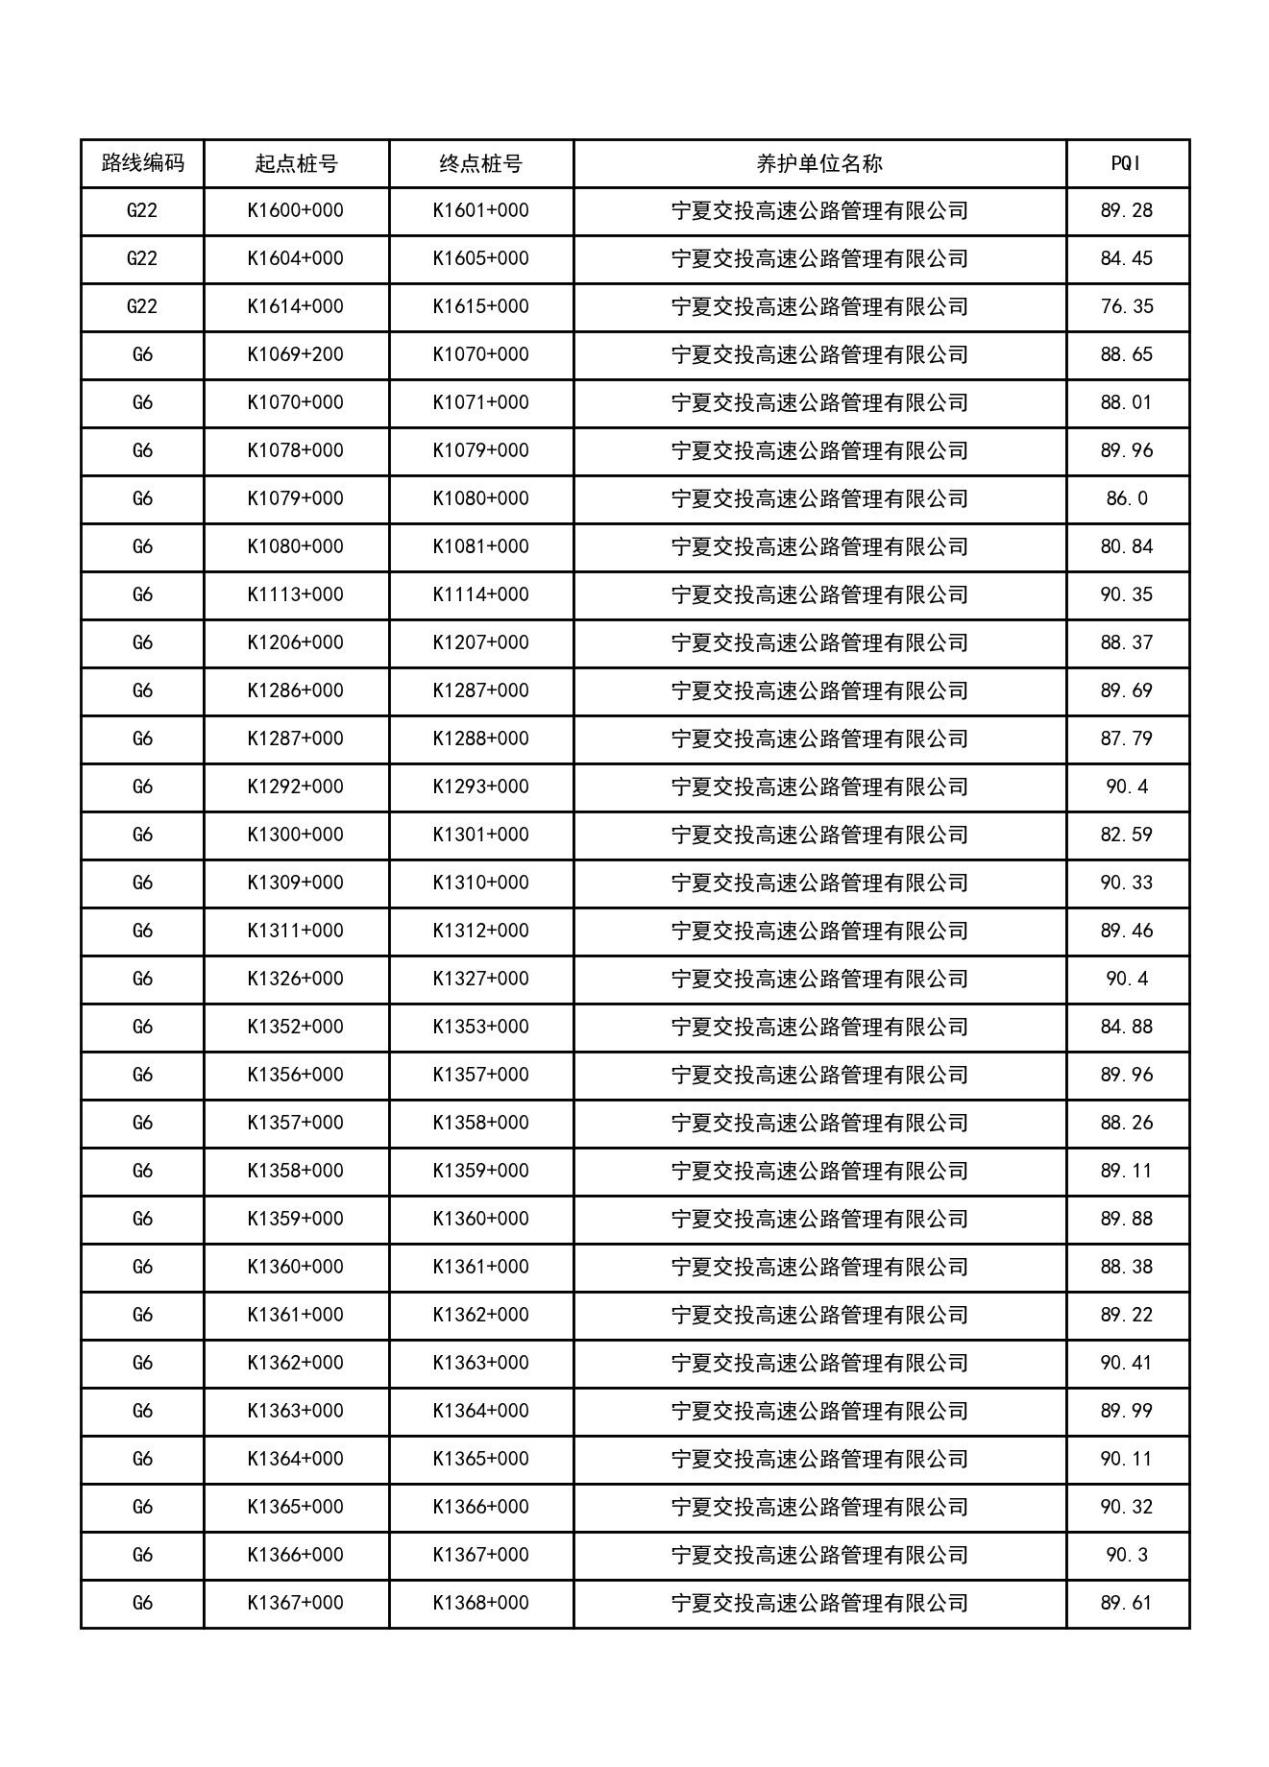 路线编码 起点桩号 终点桩号 养护单位名称 PQI
G22 K1600+000 K1601+000 宁夏交投高速公路管理有限公司 89.28
G22 K1604+000 K1605+000 宁夏交投高速公路管理有限公司 84.45
G22 K1614+000 K1615+000 宁夏交投高速公路管理有限公司 76.35
G6 K1069+200 K1070+000 宁夏交投高速公路管理有限公司 88.65
G6 K1070+000 K1071+000 宁夏交投高速公路管理有限公司 88.01
G6 K1078+000 K1079+000 宁夏交投高速公路管理有限公司 89.96
G6 K1079+000 K1080+000 宁夏交投高速公路管理有限公司 86.0
G6 K1080+000 K1081+000 宁夏交投高速公路管理有限公司 80.84
G6 K1113+000 K1114+000 宁夏交投高速公路管理有限公司 90.35
G6 K1206+000 K1207+000 宁夏交投高速公路管理有限公司 88.37
G6 K1286+000 K1287+000 宁夏交投高速公路管理有限公司 89.69
G6 K1287+000 K1288+000 宁夏交投高速公路管理有限公司 87.79
G6 K1292+000 K1293+000 宁夏交投高速公路管理有限公司 90.4
G6 K1300+000 K1301+000 宁夏交投高速公路管理有限公司 82.59
G6 K1309+000 K1310+000 宁夏交投高速公路管理有限公司 90.33
G6 K1311+000 K1312+000 宁夏交投高速公路管理有限公司 89.46
G6 K1326+000 K1327+000 宁夏交投高速公路管理有限公司 90.4
G6 K1352+000 K1353+000 宁夏交投高速公路管理有限公司 84.88
G6 K1356+000 K1357+000 宁夏交投高速公路管理有限公司 89.96
G6 K1357+000 K1358+000 宁夏交投高速公路管理有限公司 88.26
G6 K1358+000 K1359+000 宁夏交投高速公路管理有限公司 89.11
G6 K1359+000 K1360+000 宁夏交投高速公路管理有限公司 89.88
G6 K1360+000 K1361+000 宁夏交投高速公路管理有限公司 88.38
G6 K1361+000 K1362+000 宁夏交投高速公路管理有限公司 89.22
G6 K1362+000 K1363+000 宁夏交投高速公路管理有限公司 90.41
G6 K1363+000 K1364+000 宁夏交投高速公路管理有限公司 89.99
G6 K1364+000 K1365+000 宁夏交投高速公路管理有限公司 90.11
G6 K1365+000 K1366+000 宁夏交投高速公路管理有限公司 90.32
G6 K1366+000 K1367+000 宁夏交投高速公路管理有限公司 90.3
G6 K1367+000 K1368+000 宁夏交投高速公路管理有限公司 89.61